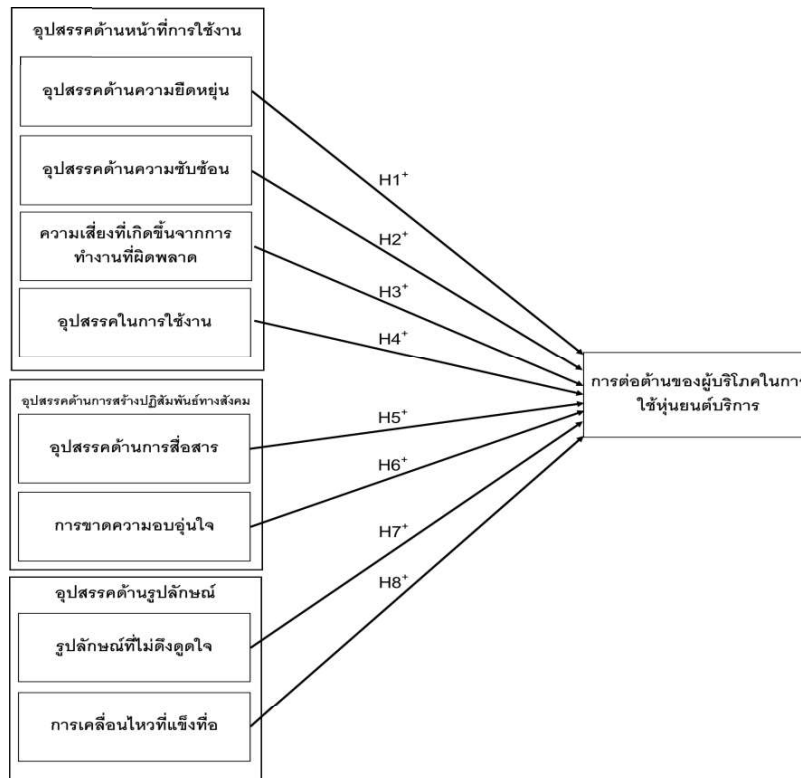 อุปสรรคด้านหน้าที่การใช้งาน
อุปสรรคด้านความยืดหยุ่น
อุปสรรคด้านความซับซ้อน
ความเสี่ยงที่เกิดขึ้นจากการ
ทำงานที่ผิดพลาด
อุปสรรคในการใช้งาน
อุปสรรคด้านการสร้างปฏิสัมพันธ์ทางสังคม
อุปสรรคด้านการสื่อสาร
การขาดความอบอุ่นใจ
อุปสรรคด้านรูปลักษณ์
รูปลักษณ์ที่ไม่ดึงดูดใจ
การเคลื่อนไหวที่แข็งทื่อ
H1+
H2+
H3+
H4+
H5+
H6+
H7+
H8+
การต่อต้านของผู้บริโภคในการ
ใช้หุ่นยนต์บริการ